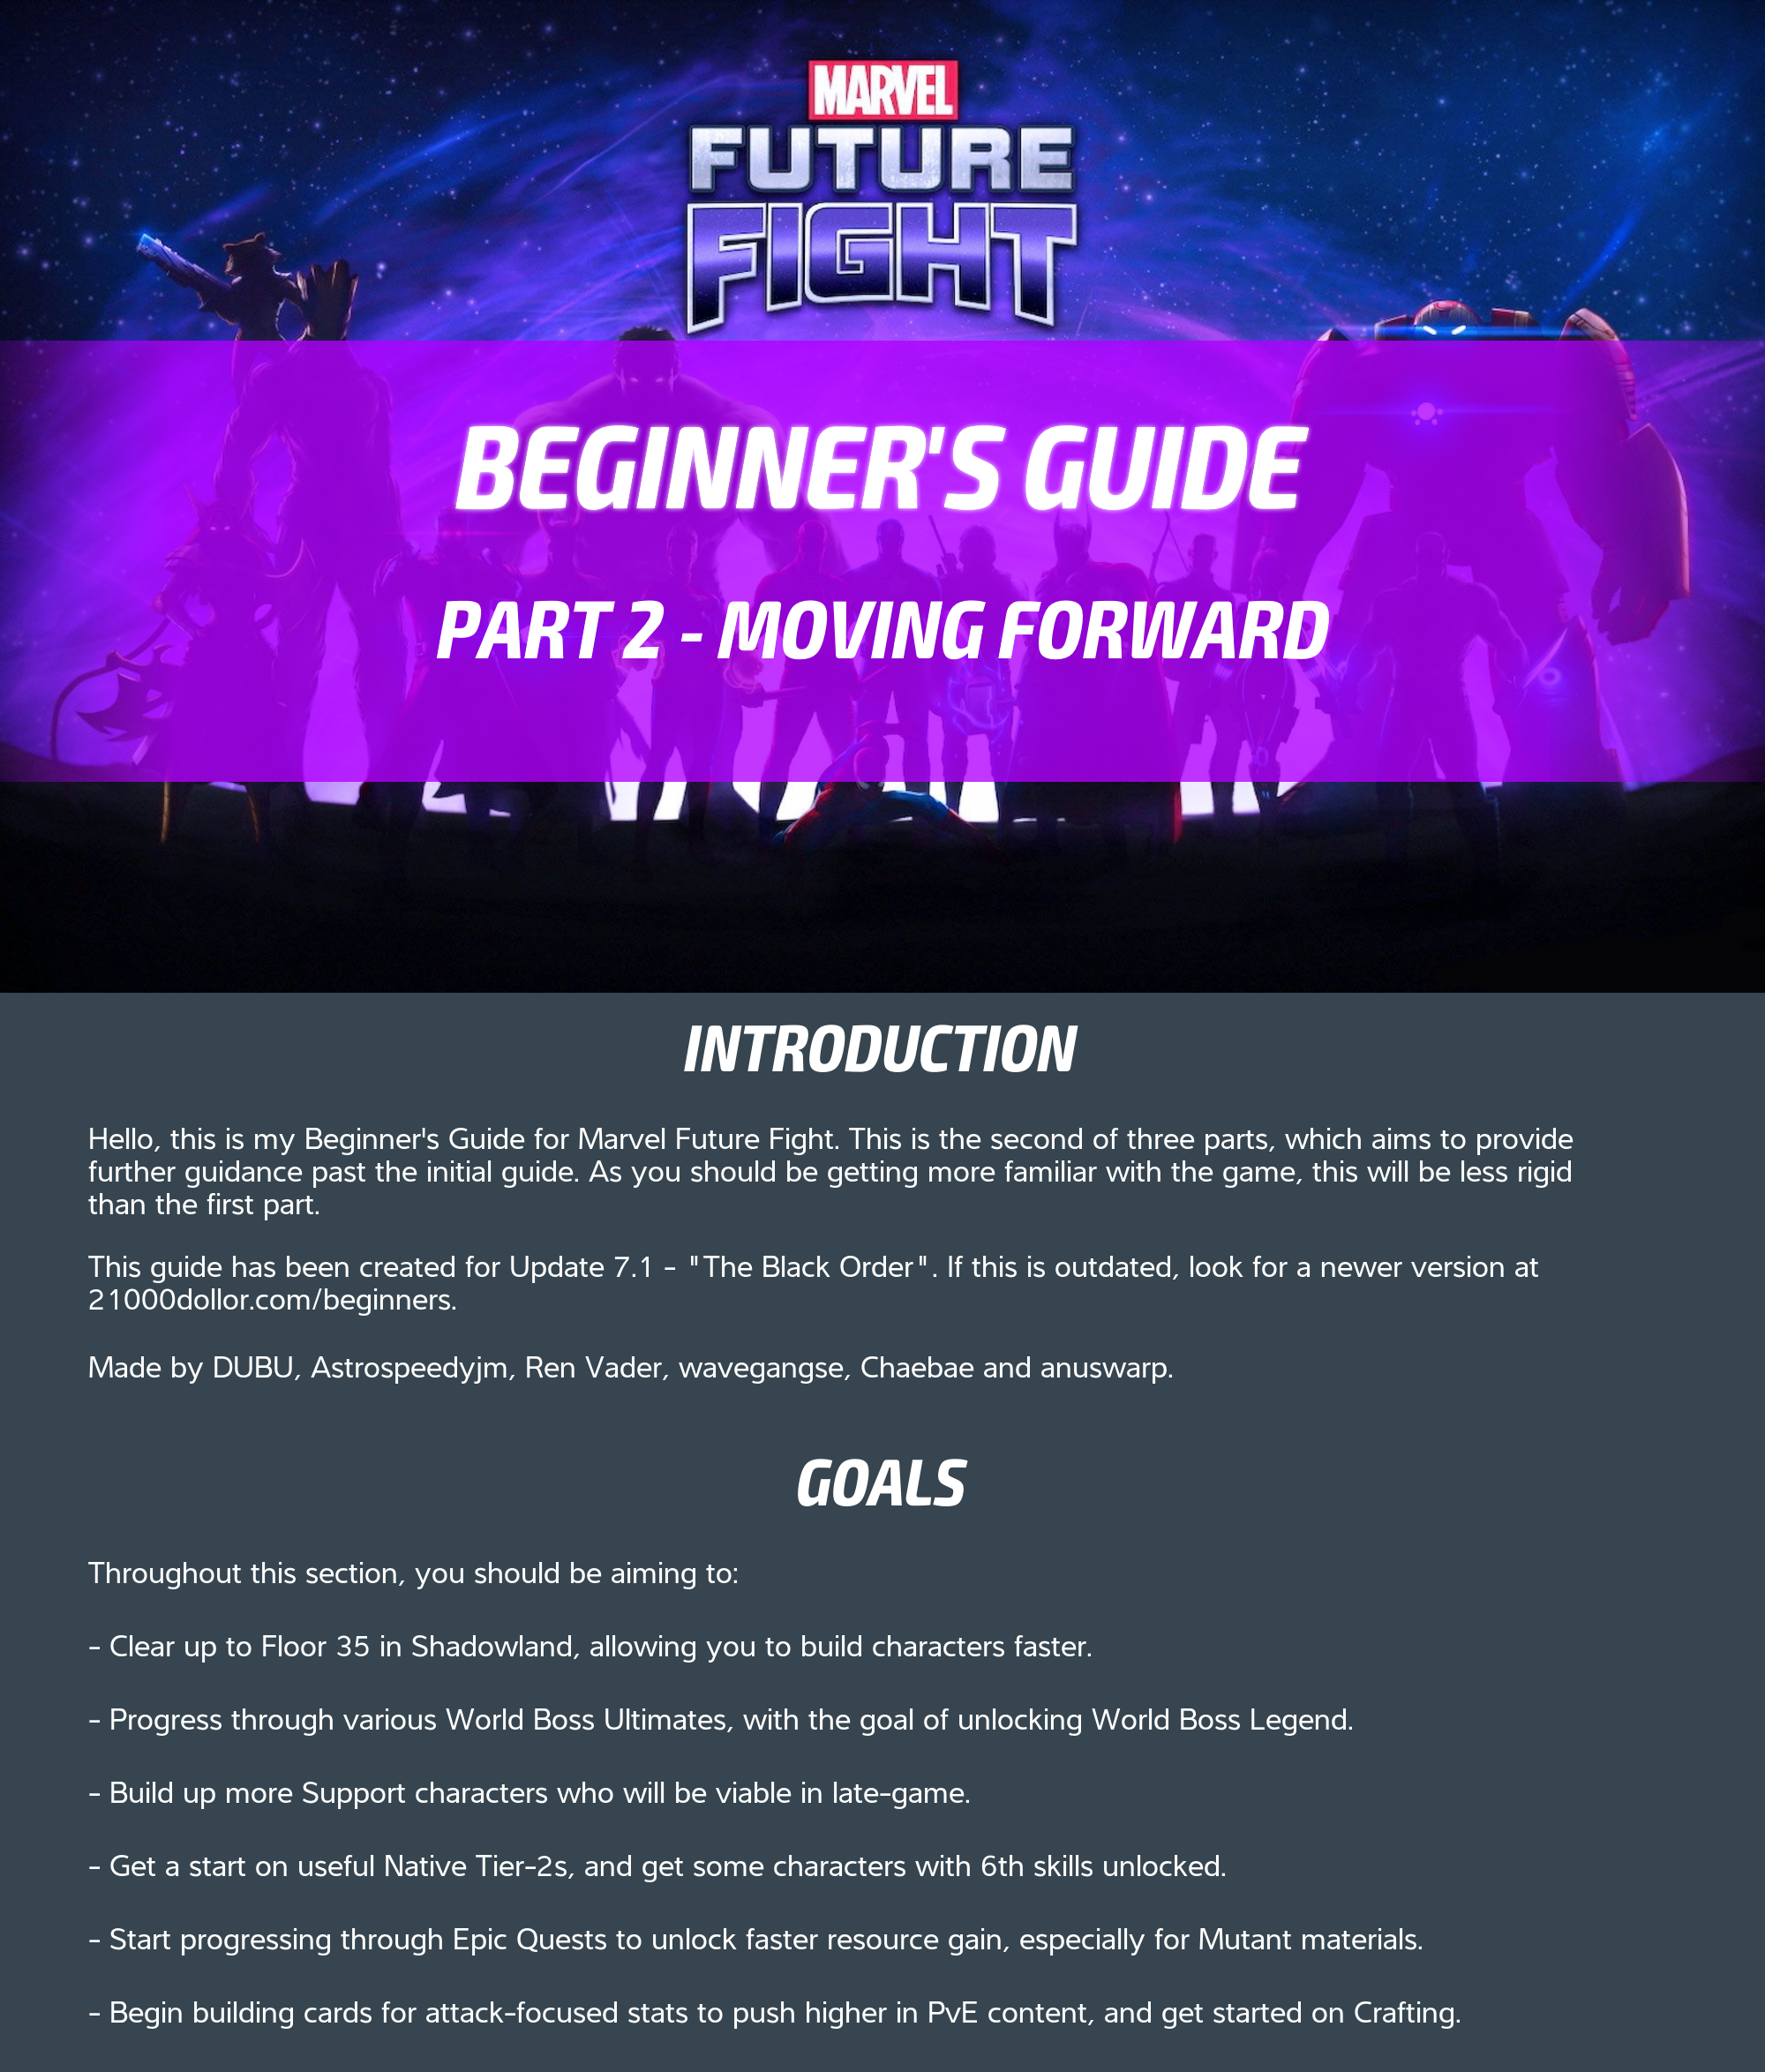 MARVEL
FUTURE
FIGHT
BEGINNER'S GUIDE
PART 2 - MOVING FORWARD
INTRODUCTION
Hello, this is my Beginner's Guide for Marvel Future Fight. This is the second of three parts, which aims to provide
further guidance past the initial guide. As you should be getting more familiar with the game, this will be less rigid
than the first part.
This guide has been created for Update 7.1 - "The Black Order". If this is outdated, look for a newer version at
21000dollor.com/beginners.
Made by DUBU, Astrospeedyjm, Ren Vader, wavegangse, Chaebae and anuswarp.
GOALS
Throughout this section, you should be aiming to:
- Clear up to Floor 35 in Shadowland, allowing you to build characters faster.
- Progress through various World Boss Ultimates, with the goal of unlocking World Boss Legend.
- Build up more Support characters who will be viable in late-game.
- Get a start on useful Native Tier-2s, and get some characters with 6th skills unlocked.
- Start progressing through Epic Quests to unlock faster resource gain, especially for Mutant materials.
- Begin building cards for attack-focused stats to push higher in PvE content, and get started on Crafting.